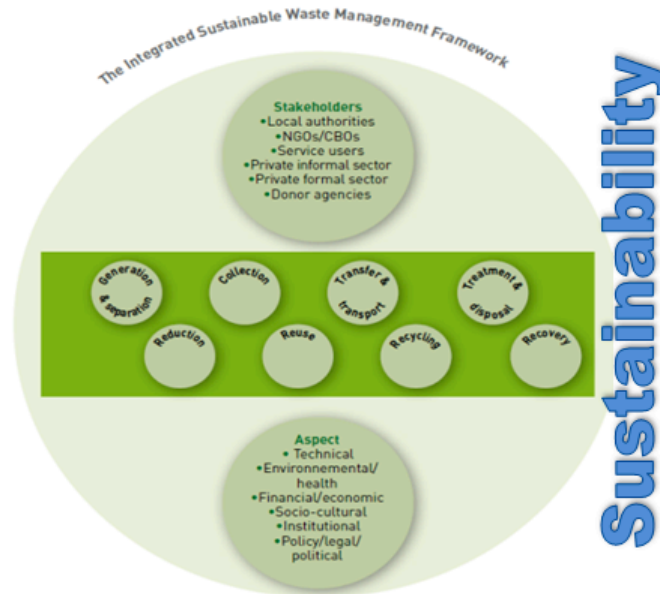 The Integrated Sustainable Waste Management Framework
Stakeholders
•Local authorities
•NGOs/CBOs
•Service users
•Private informal sector
•Private formal sector
•Donor agencies
Generation
& separation
Collection
Transfer &
transport
Treatment &
disposal
Reduction
Reuse
Recycling
Recovery
Aspect
• Technical
•Environnemental/
health
•Financial/economic
•Socio-cultural
•Institutional
•Policy/legal/
political
Sustainability